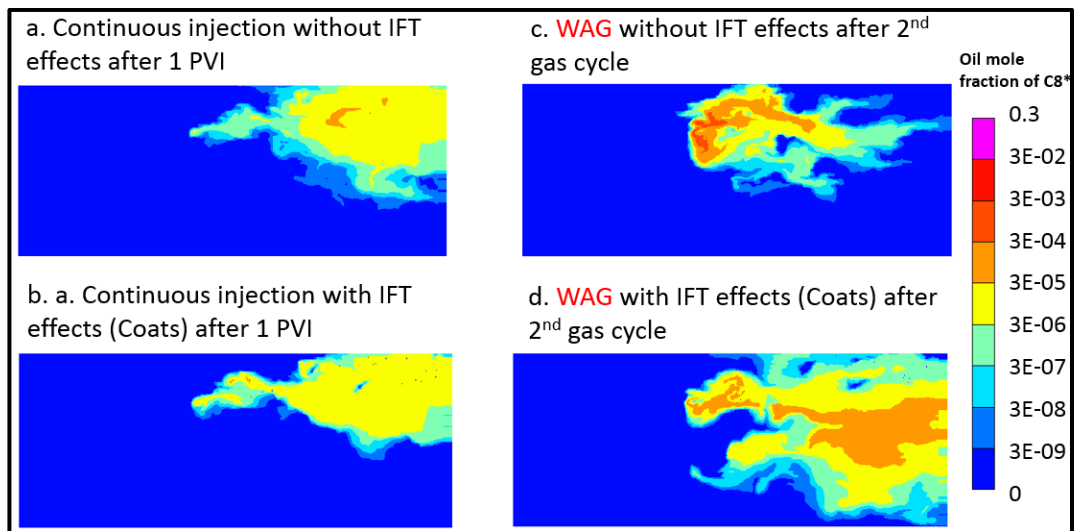 a. Continuous injection without IFT
effects after 1 PVI
c. WAG without IFT effects after 2nd
gas cycle
b. a. Continuous injection with IFT
effects (Coats) after 1 PVI
d. WAG with IFT effects (Coats) after
2nd gas cycle
Oil mole
fraction of C8*
0.3
3E-02
3E-03
3E-04
3E-05
3E-06
3E-07
3E-08
3E-09
0